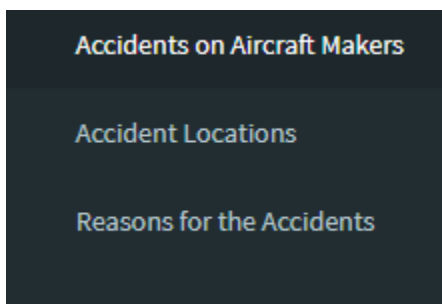 Accidents on Aircraft Makers
Accident Locations
Reasons for the Accidents